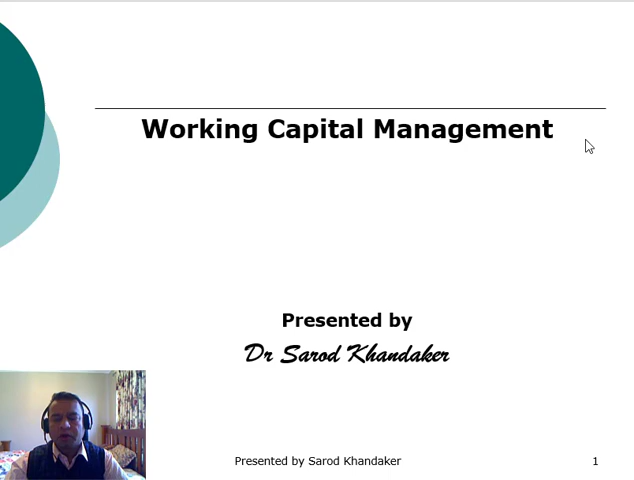 Working Capital Management
Presented by
Dr Sarod Khandaker
Presented by Sarod Khandaker
1